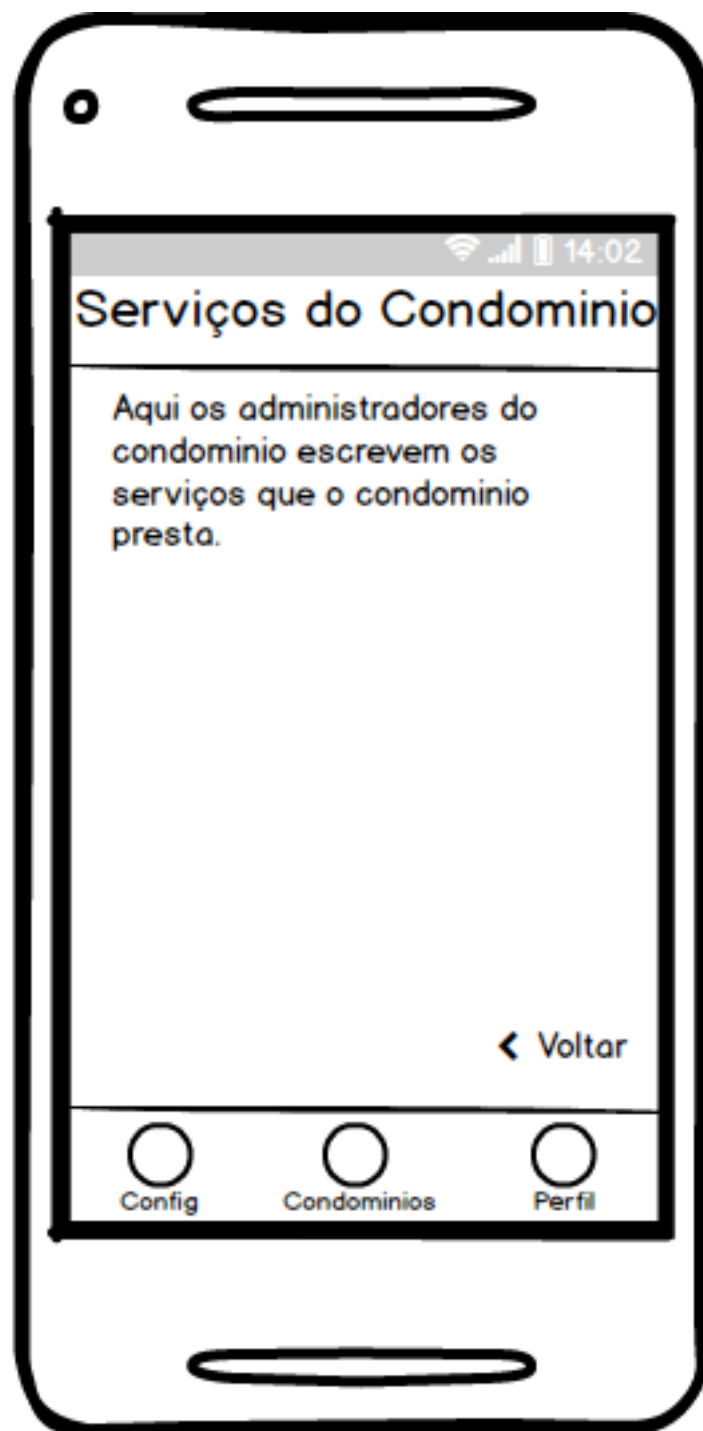 14:02
Serviços do Condominio
Aqui os administradores do
condominio escrevem os
serviços que o condominio
presta.
Voltar
Config
Condominios
Perfil